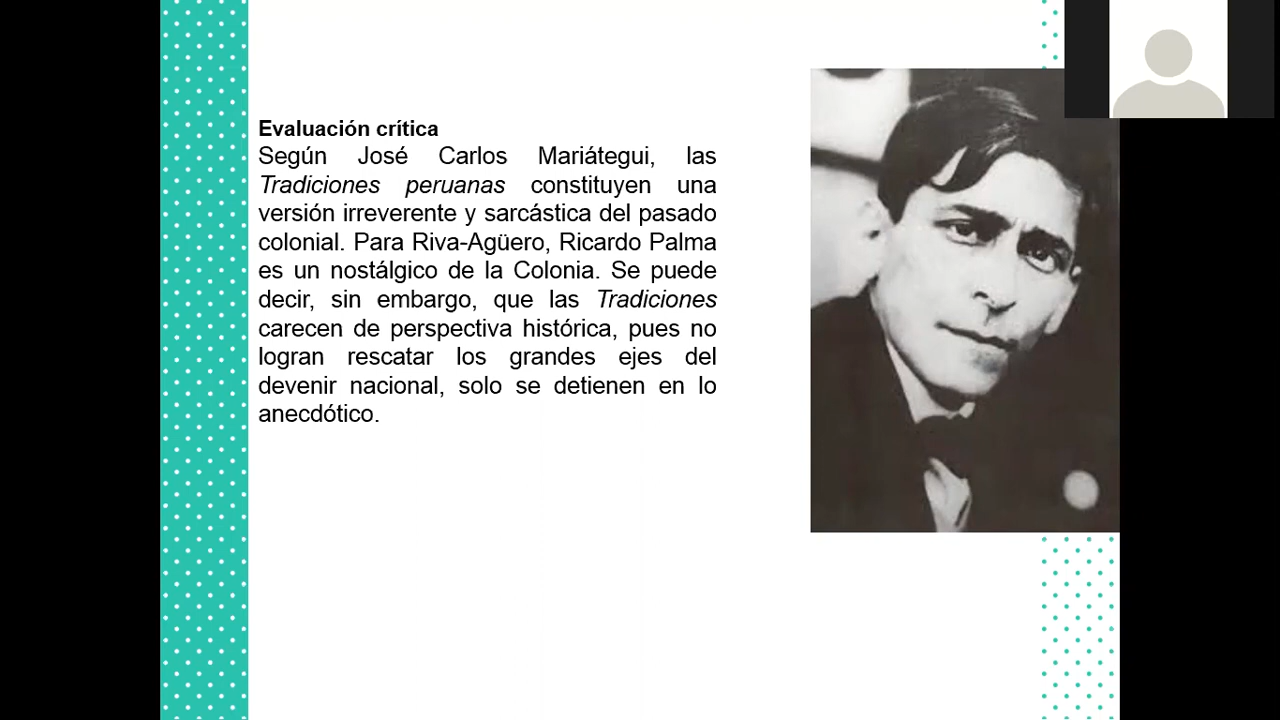 Evaluación crítica
Según José Carlos Mariátegui, las
Tradiciones peruanas constituyen una
versión irreverente y sarcástica del pasado
colonial. Para Riva-Agüero, Ricardo Palma
es un nostálgico de la Colonia. Se puede
decir, sin embargo, que las Tradiciones
carecen de perspectiva histórica, pues no
logran rescatar los grandes ejes del
devenir nacional, solo se detienen en lo
anecdótico.